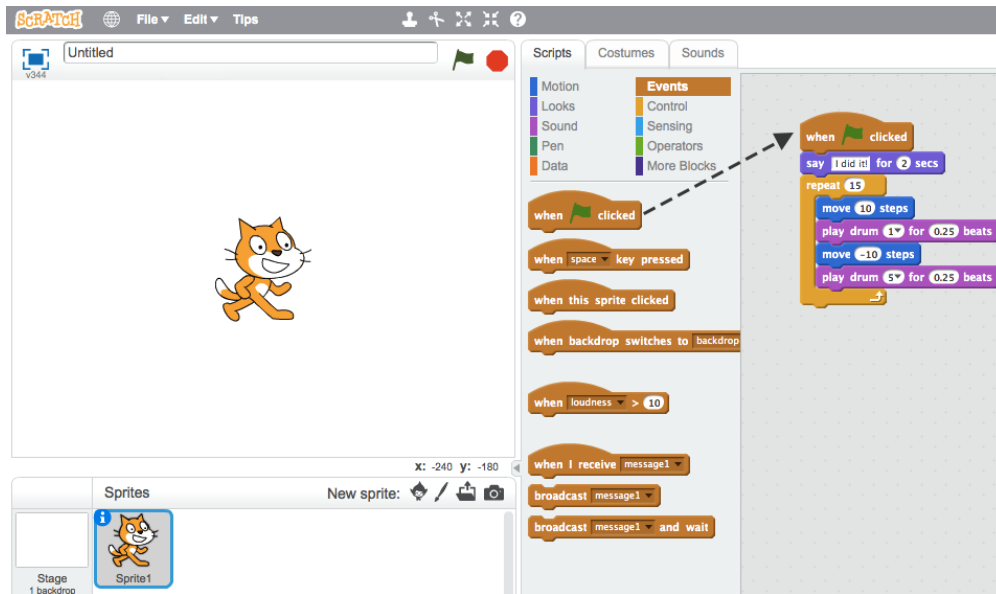 SCRATCH File Edit Tips
Untitled
v344
Scripts Costumes Sounds
Motion Events
Looks Control
Sound Sensing
Pen Operators
Data More Blocks
when clicked
when space key pressed
when this sprite clicked
when backdrop switches to backdrop
when loudness > 10
when I receive message1
broadcast message1
broadcast message1 and wait
when clicked
say I did it! for 2 secs
repeat 15
move 10 steps
play drum 1 for 0.25 beats
move -10 steps
play drum 5 for 0.25 beats
x: -240 y: -180
Sprites New sprite:
Stage
1 backdrop
Sprite1